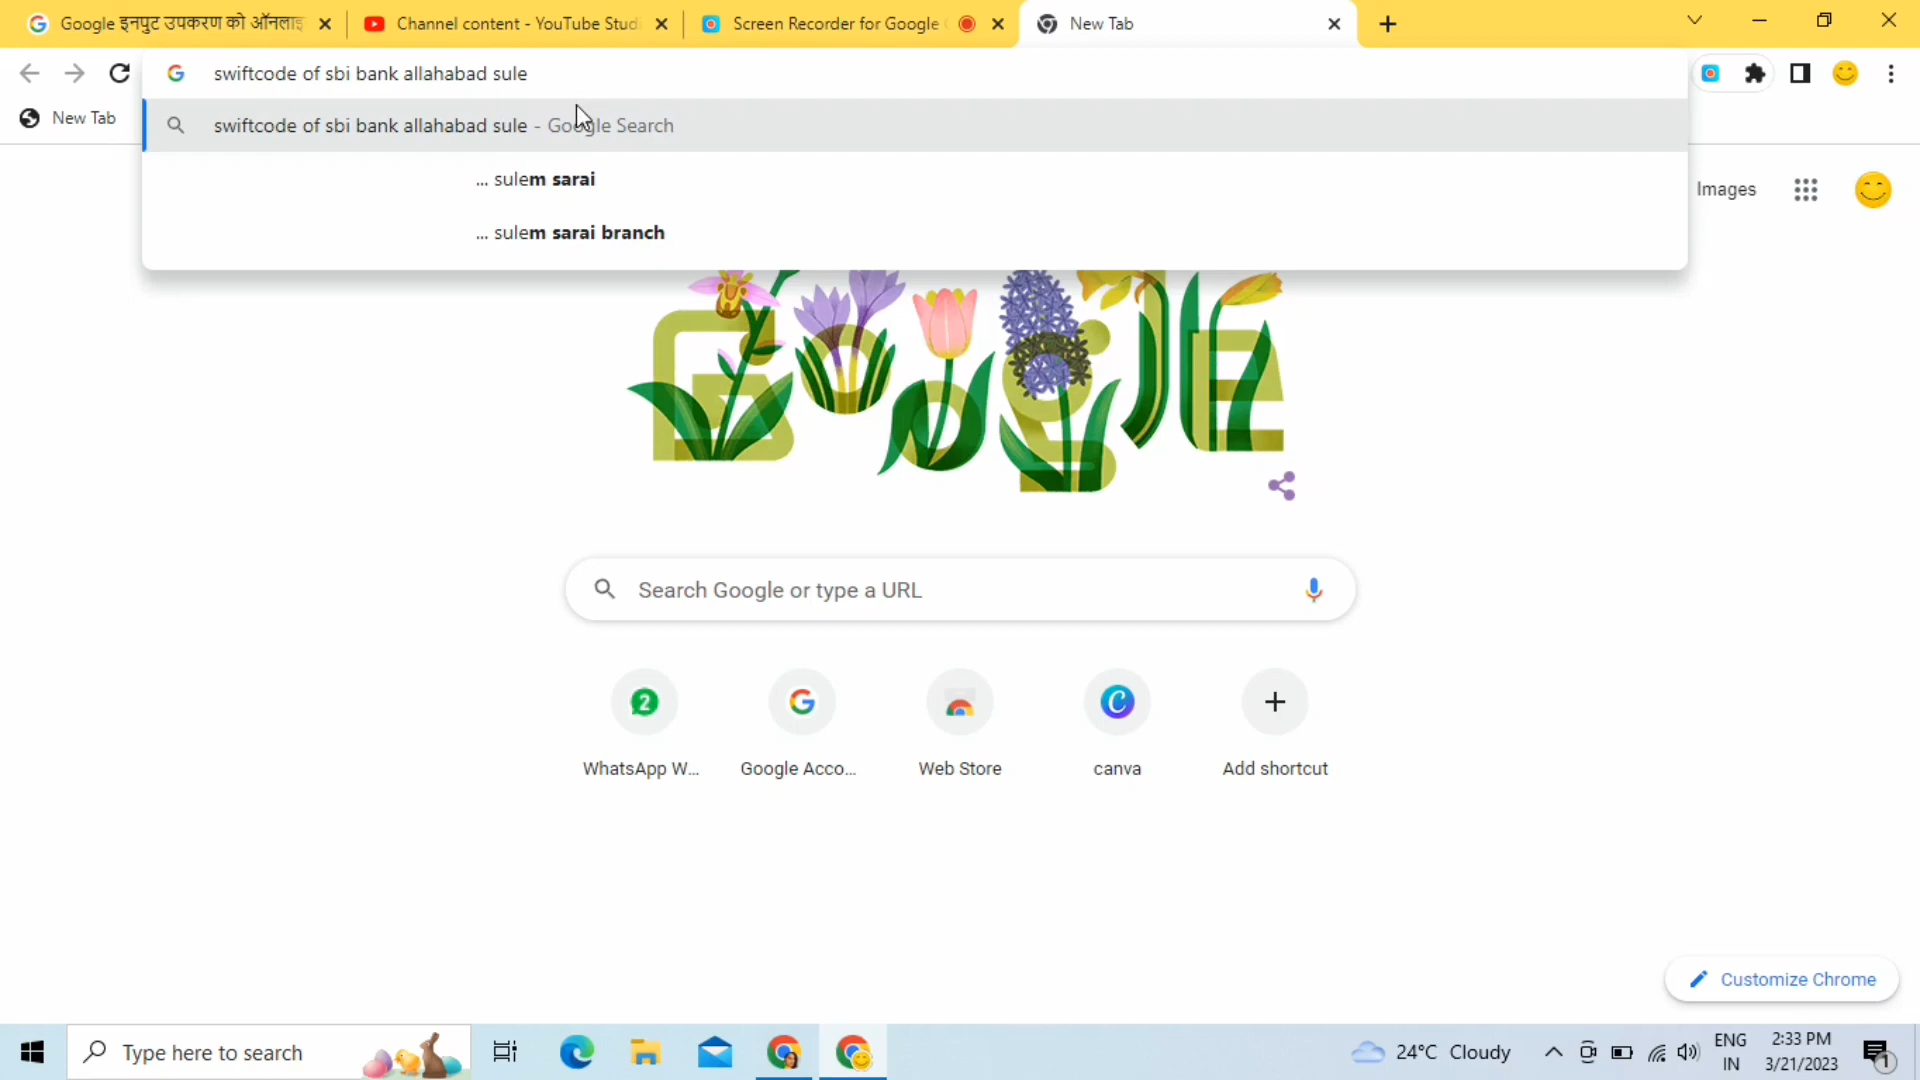 Google इनपुट उपकरण को ऑनलाइ
Channel content - YouTube Studi
Screen Recorder for Google
New Tab
swiftcode of sbi bank allahabad sule
New Tab
swiftcode of sbi bank allahabad sule - Google Search
... sulem sarai
... sulem sarai branch
Images
Search Google or type a URL
2
WhatsApp W...
Google Acco...
Web Store
canva
Add shortcut
Customize Chrome
Type here to search
24°C Cloudy
ENG
IN
2:33 PM
3/21/2023
1